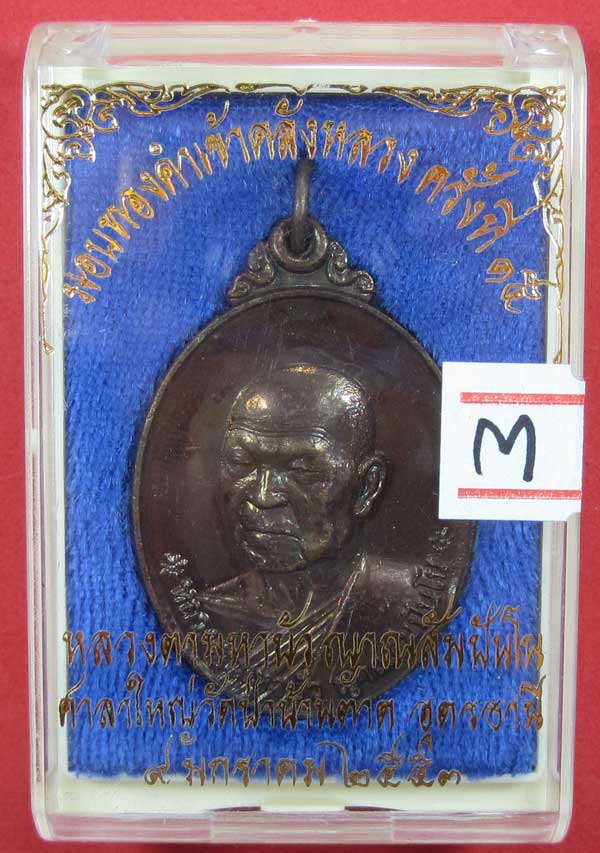 มอบทองคำเข้าคลังหลวง ครั้งที่ ๑๕
3
หลวงตามหาบัว ญาณสัมปันโน
ศาลาใหญ่วัดป่าบ้านตาด อุดรธานี
๙ มกราคม ๒๕๕๓